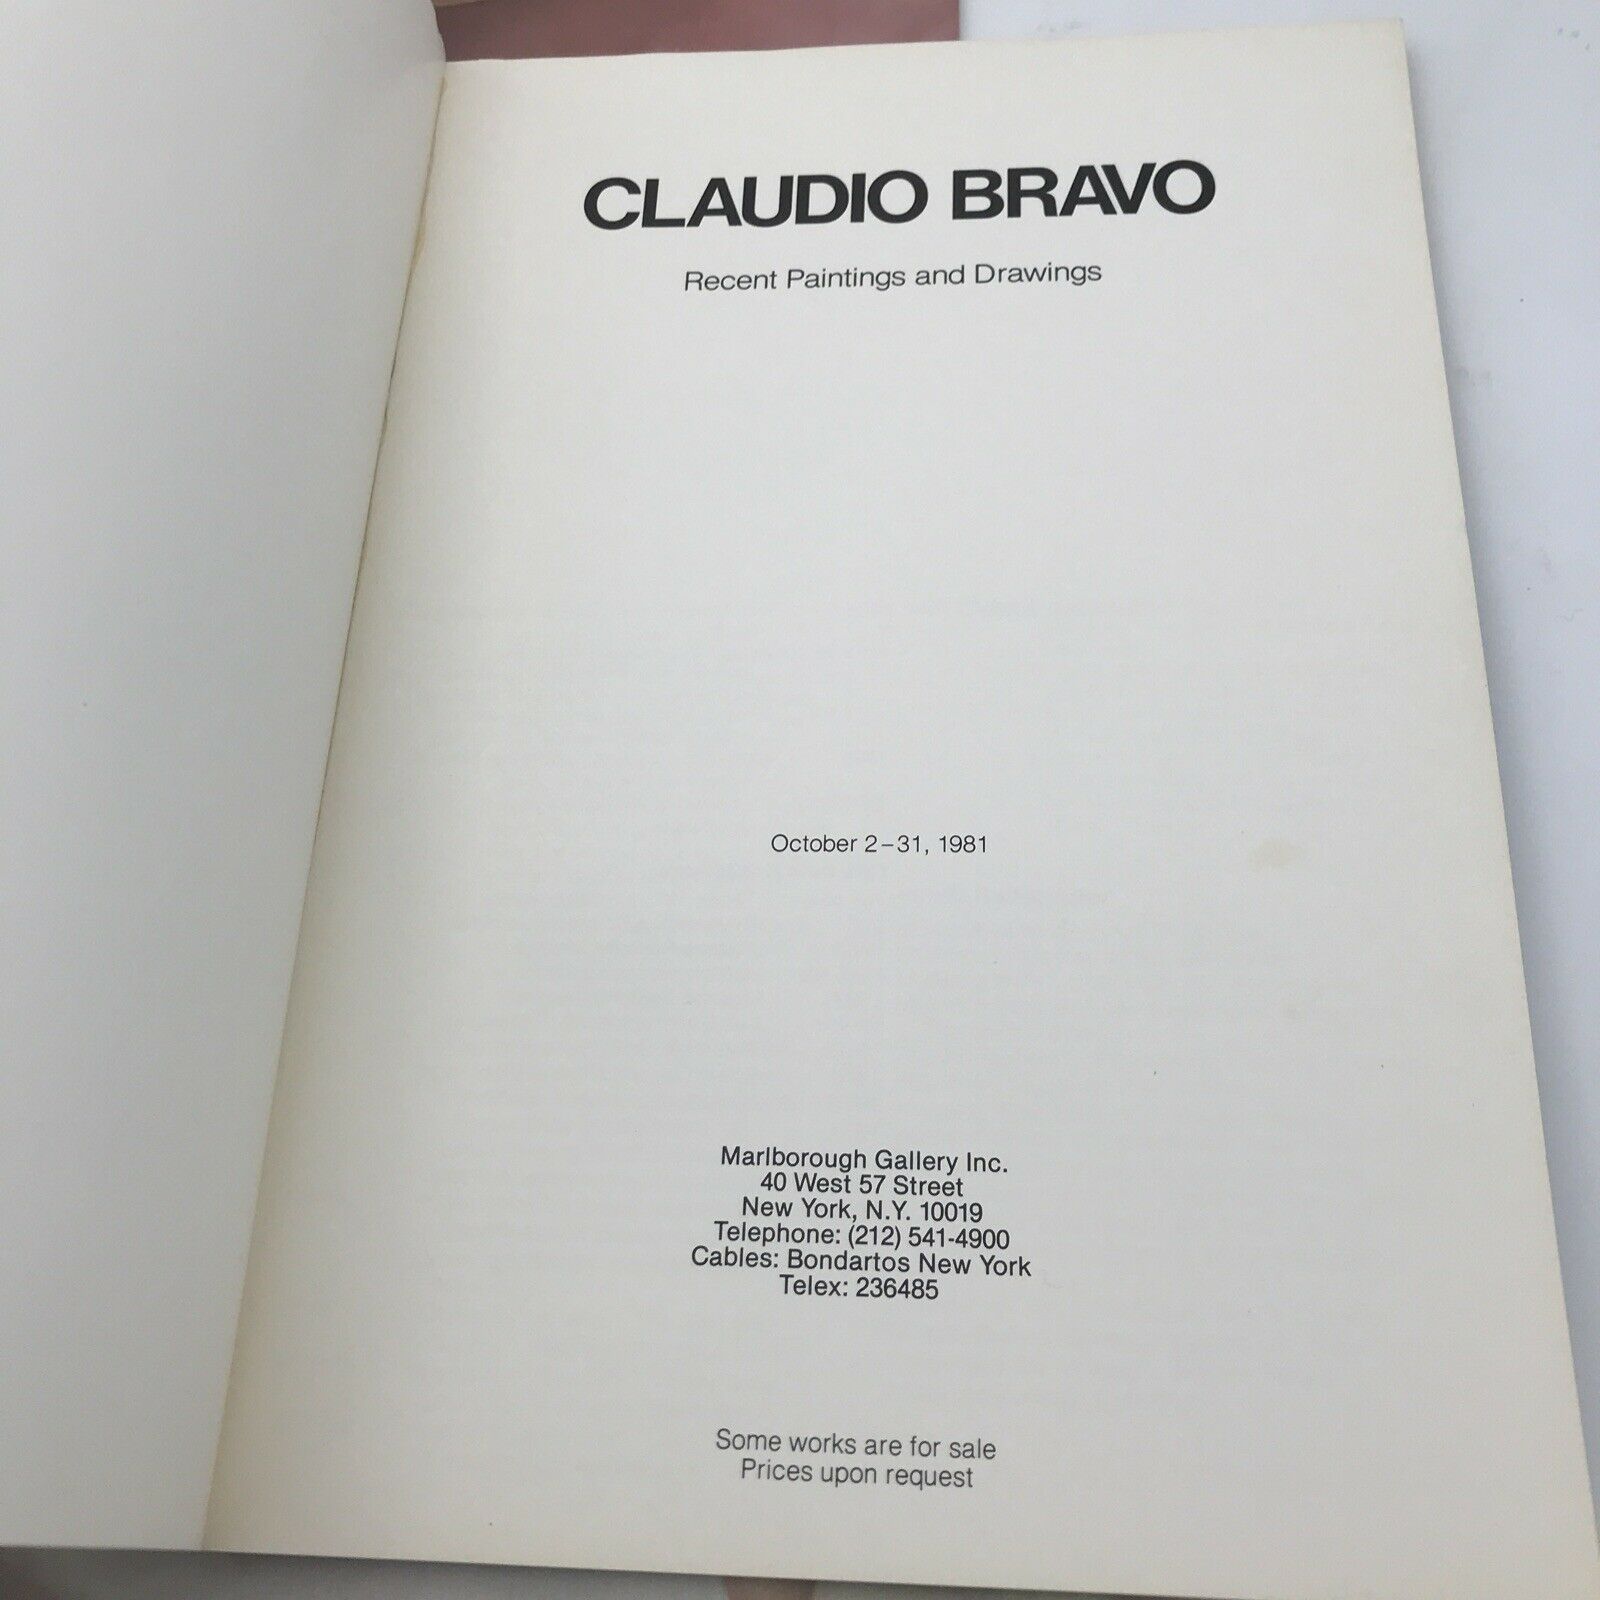 CLAUDIO BRAVO
Recent Paintings and Drawings
October 2–31, 1981
Marlborough Gallery Inc.
40 West 57 Street
New York, N.Y. 10019
Telephone: (212) 541-4900
Cables: Bondartos New York
Telex: 236485
Some works are for sale
Prices upon request